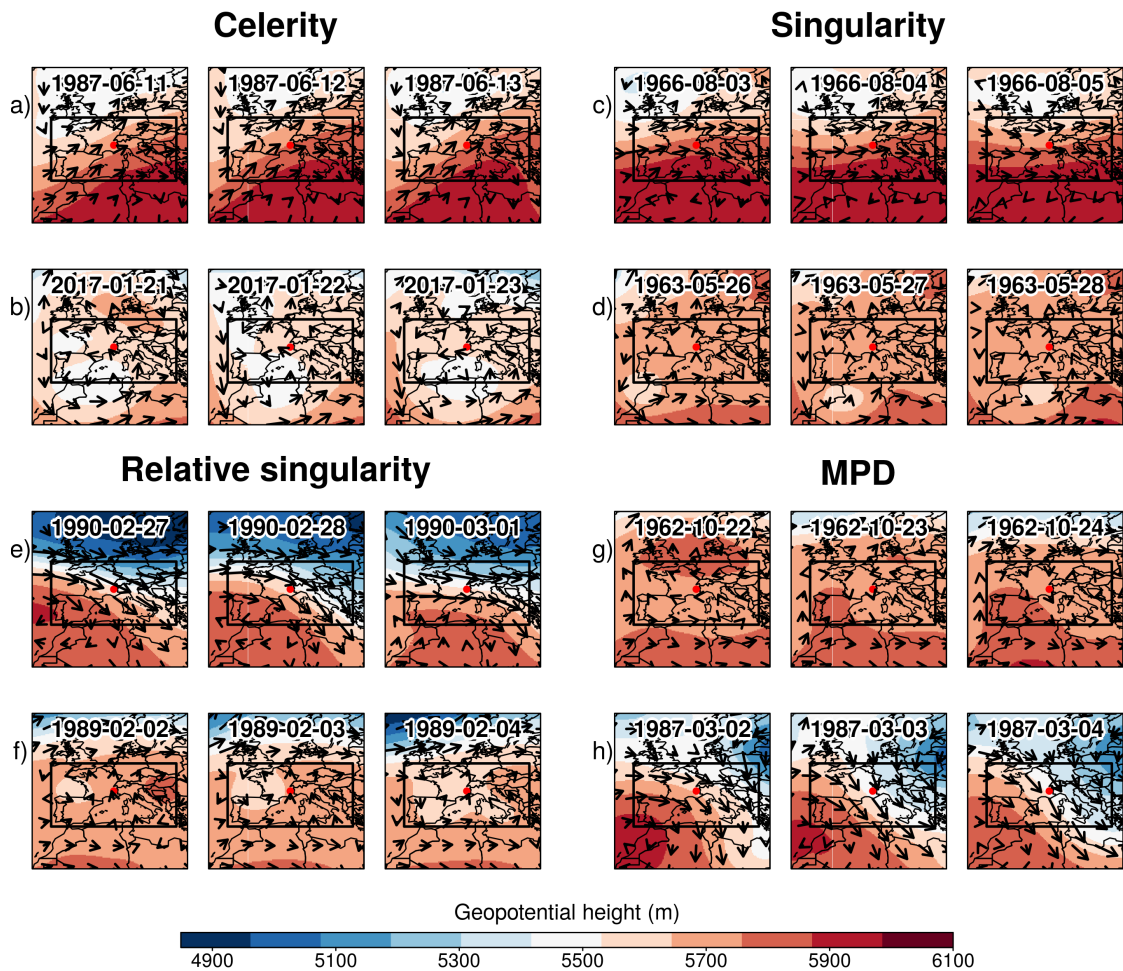 Celerity
Singularity
a)
1987-06-11
1987-06-12
1987-06-13
c)
1966-08-03
1966-08-04
1966-08-05
b)
2017-01-21
2017-01-22
2017-01-23
d)
1963-05-26
1963-05-27
1963-05-28
Relative singularity
MPD
e)
1990-02-27
1990-02-28
1990-03-01
g)
1962-10-22
1962-10-23
1962-10-24
f)
1989-02-02
1989-02-03
1989-02-04
h)
1987-03-02
1987-03-03
1987-03-04
Geopotential height (m)
4900 5100 5300 5500 5700 5900 6100